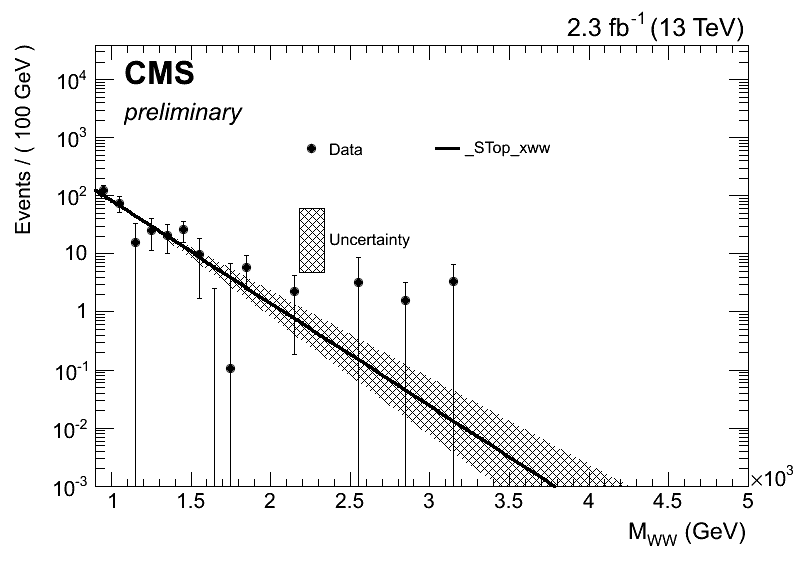 2.3 fb⁻¹ (13 TeV)
CMS
preliminary
Data
_STop_xww
Uncertainty
Events / ( 100 GeV )
10⁴
10³
10²
10
1
10⁻¹
10⁻²
10⁻³
1 1.5 2 2.5 3 3.5 4 4.5 5
×10³
M_WW (GeV)